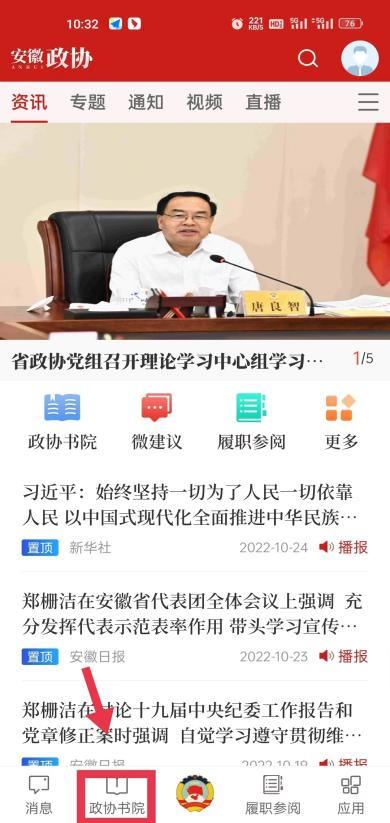 10:32
221
KB/S
HD
5G
5G
76
安徽政协
ANHUI
资讯 专题 通知 视频 直播
唐良智
省政协党组召开理论学习中心组学习… 1/5
政协书院 微建议 履职参阅 更多
习近平：始终坚持一切为了人民一切依靠
人民 以中国式现代化全面推进中华民族…
置顶 新华社 2022-10-24 播报
郑栅洁在安徽省代表团全体会议上强调 充
分发挥代表示范表率作用 带头学习宣传…
置顶 安徽日报 2022-10-23 播报
郑栅洁在讨论十九届中央纪委工作报告和
党章修正案时强调 自觉学习遵守贯彻维…
置顶 安徽日报 2022-10-19 播报
消息 政协书院 履职参阅 应用